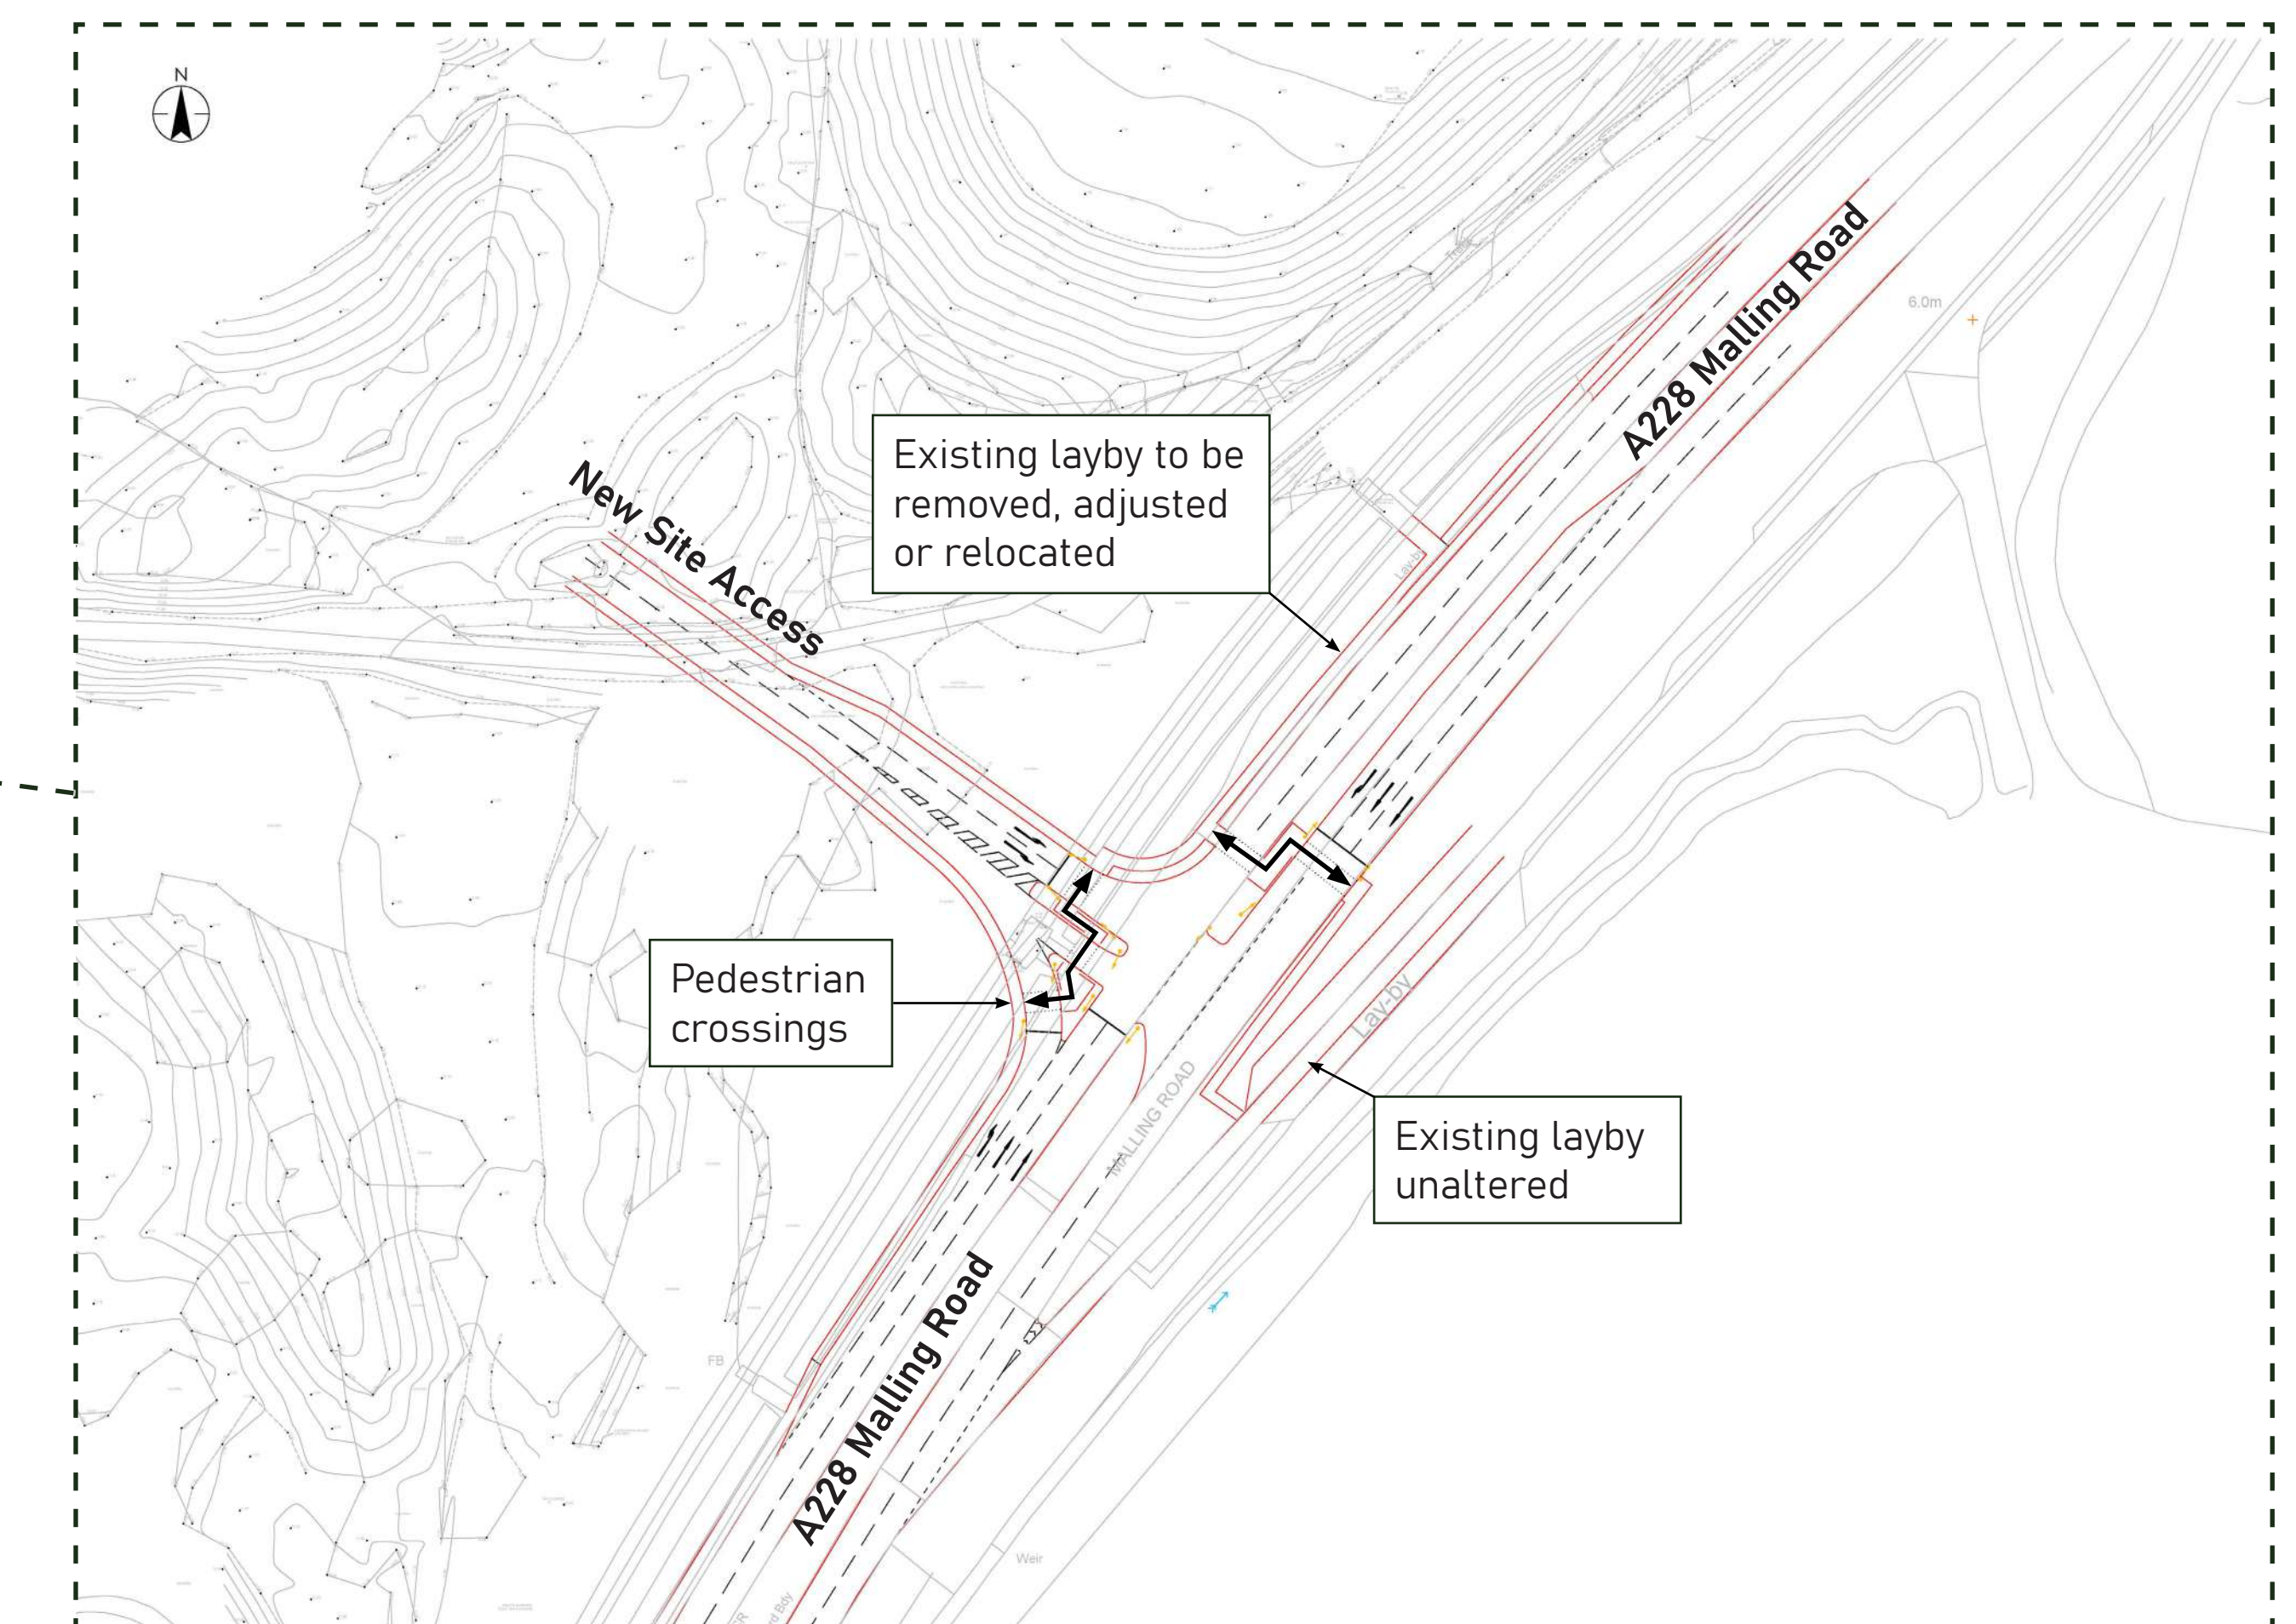 N
A228 Malling Road
6.0m
Track
Existing layby to be
removed, adjusted
or relocated
New Site Access
Lay-by
Pedestrian
crossings
Lay-by
MALLING ROAD
Existing layby
unaltered
A228 Malling Road
FB
Weir